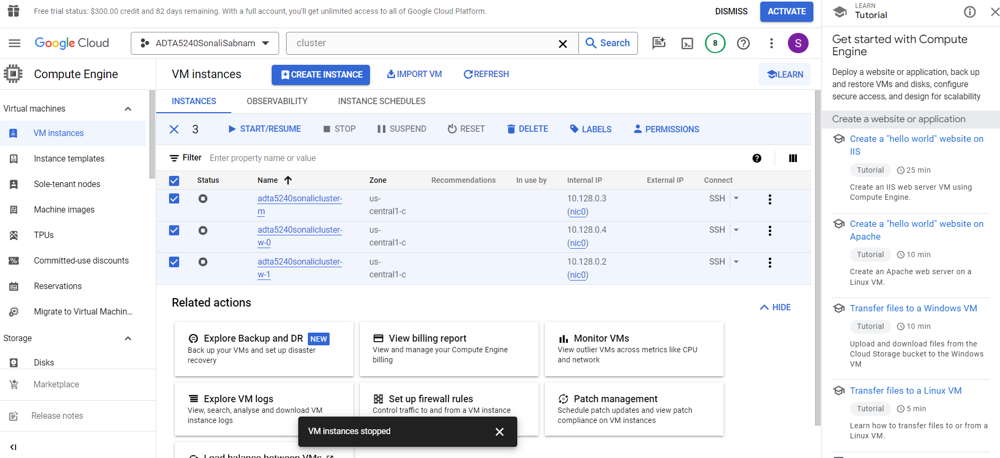 Free trial status: $300.00 credit and 82 days remaining. With a full account, you'll get unlimited access to all of Google Cloud Platform.
DISMISS
ACTIVATE
Google Cloud
ADTA5240SonaliSabnam
cluster
Search
8
S
Compute Engine
VM instances
CREATE INSTANCE
IMPORT VM
REFRESH
LEARN
Virtual machines
VM instances
Instance templates
Sole-tenant nodes
Machine images
TPUs
Committed-use discounts
Reservations
Migrate to Virtual Machin...
Storage
Disks
Marketplace
Release notes
INSTANCES
OBSERVABILITY
INSTANCE SCHEDULES
3
START/RESUME
STOP
SUSPEND
RESET
DELETE
LABELS
PERMISSIONS
Filter
Enter property name or value
Status
Name
Zone
Recommendations
In use by
Internal IP
External IP
Connect
adta5240sonalicluster-
m
us-
central1-c
10.128.0.3
(nic0)
SSH
adta5240sonalicluster-
w-0
us-
central1-c
10.128.0.4
(nic0)
SSH
adta5240sonalicluster-
w-1
us-
central1-c
10.128.0.2
(nic0)
SSH
Related actions
HIDE
Explore Backup and DR NEW
Back up your VMs and set up disaster
recovery
View billing report
View and manage your Compute Engine
billing
Monitor VMs
View outlier VMs across metrics like CPU
and network
Explore VM logs
View, search, analyse and download VM
instance logs
Set up firewall rules
Control traffic to and from a VM instance
Patch management
Schedule patch updates and view patch
compliance on VM instances
Load balance between VMs
VM instances stopped
LEARN
Tutorial
Get started with Compute
Engine
Deploy a website or application, back up
and restore VMs and disks, configure
secure access, and design for scalability
Create a website or application
Create a "hello world" website on
IIS
Tutorial
25 min
Create an IIS web server VM using
Compute Engine.
Create a "hello world" website on
Apache
Tutorial
10 min
Create an Apache web server on a
Linux VM.
Transfer files to a Windows VM
Tutorial
10 min
Upload and download files from the
Cloud Storage bucket to the Windows
VM
Transfer files to a Linux VM
Tutorial
5 min
Learn how to transfer files to or from a
Linux VM.